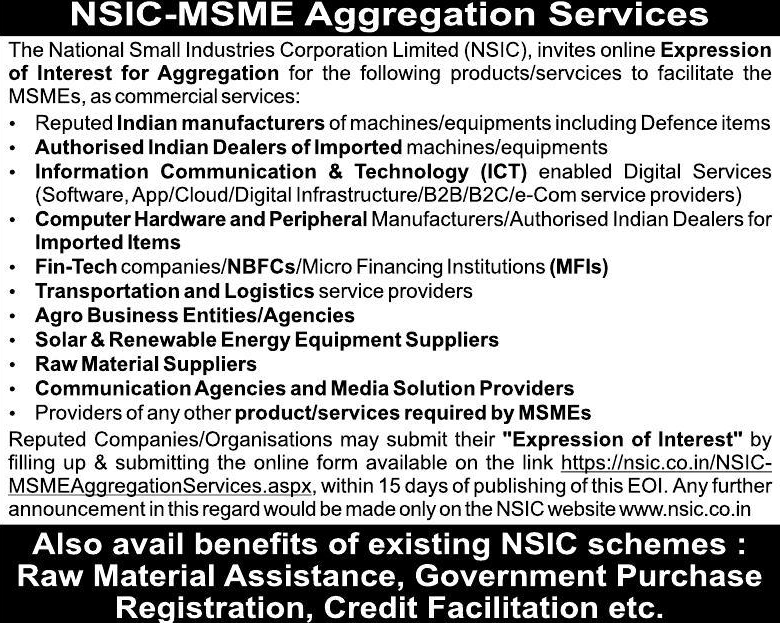 NSIC-MSME Aggregation Services
The National Small Industries Corporation Limited (NSIC), invites online Expression
of Interest for Aggregation for the following products/servcices to facilitate the
MSMEs, as commercial services:
• Reputed Indian manufacturers of machines/equipments including Defence items
• Authorised Indian Dealers of Imported machines/equipments
• Information Communication & Technology (ICT) enabled Digital Services
(Software, App/Cloud/Digital Infrastructure/B2B/B2C/e-Com service providers)
• Computer Hardware and Peripheral Manufacturers/Authorised Indian Dealers for
Imported Items
• Fin-Tech companies/NBFCs/Micro Financing Institutions (MFIs)
• Transportation and Logistics service providers
• Agro Business Entities/Agencies
• Solar & Renewable Energy Equipment Suppliers
• Raw Material Suppliers
• Communication Agencies and Media Solution Providers
• Providers of any other product/services required by MSMEs
Reputed Companies/Organisations may submit their "Expression of Interest" by
filling up & submitting the online form available on the link https://nsic.co.in/NSIC-
MSMEAggregationServices.aspx, within 15 days of publishing of this EOI. Any further
announcement in this regard would be made only on the NSIC website www.nsic.co.in
Also avail benefits of existing NSIC schemes :
Raw Material Assistance, Government Purchase
Registration, Credit Facilitation etc.